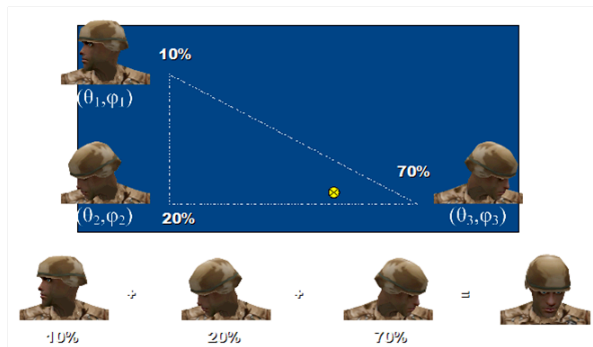 10%
(θ1,φ1)
70%
(θ2,φ2)
20%
(θ3,φ3)
+ + =
10% 20% 70%